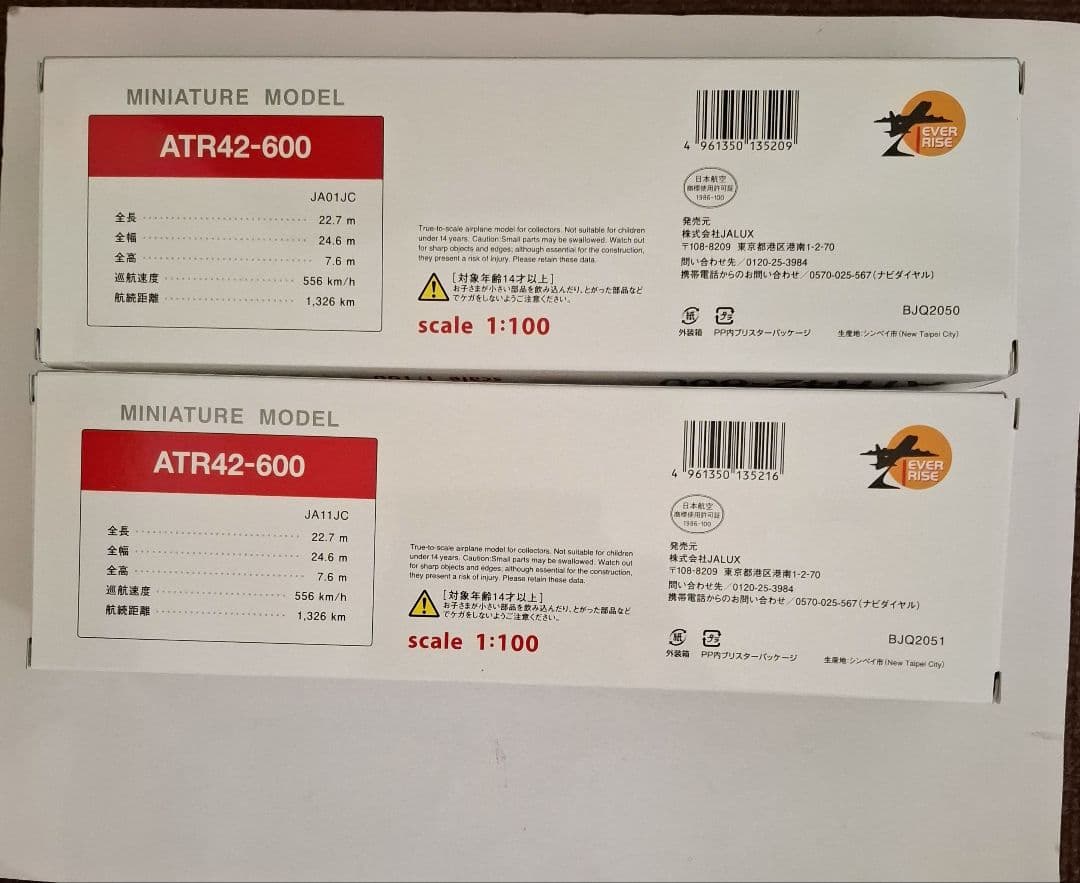 MINIATURE MODEL
ATR42-600
JA01JC
全長 22.7 m
全幅 24.6 m
全高 7.6 m
巡航速度 556 km/h
航続距離 1,326 km
True-to-scale airplane model for collectors. Not suitable for children
under 14 years. Caution:Small parts may be swallowed. Watch out
for sharp objects and edges; although essential for the construction,
they present a risk of injury. Please retain these data.
[対象年齢14才以上]
お子さまが小さい部品を飲み込んだり、とがった部品など
でケガをしないようご注意ください。
scale 1:100
4 961350 135209
EVER
RISE
日本航空
商標使用許可証
1986-100
発売元
株式会社JALUX
〒108-8209 東京都港区港南1-2-70
問い合わせ先/0120-25-3984
携帯電話からのお問い合わせ/0570-025-567(ナビダイヤル)
紙 プラ
外装箱 PP内ブリスターパッケージ
BJQ2050
生産地:シンペイ市(New Taipei City)
MINIATURE MODEL
ATR42-600
JA11JC
全長 22.7 m
全幅 24.6 m
全高 7.6 m
巡航速度 556 km/h
航続距離 1,326 km
True-to-scale airplane model for collectors. Not suitable for children
under 14 years. Caution:Small parts may be swallowed. Watch out
for sharp objects and edges; although essential for the construction,
they present a risk of injury. Please retain these data.
[対象年齢14才以上]
お子さまが小さい部品を飲み込んだり、とがった部品など
でケガをしないようご注意ください。
scale 1:100
4 961350 135216
EVER
RISE
日本航空
商標使用許可証
1986-100
発売元
株式会社JALUX
〒108-8209 東京都港区港南1-2-70
問い合わせ先/0120-25-3984
携帯電話からのお問い合わせ/0570-025-567(ナビダイヤル)
紙 プラ
外装箱 PP内ブリスターパッケージ
BJQ2051
生産地:シンペイ市(New Taipei City)